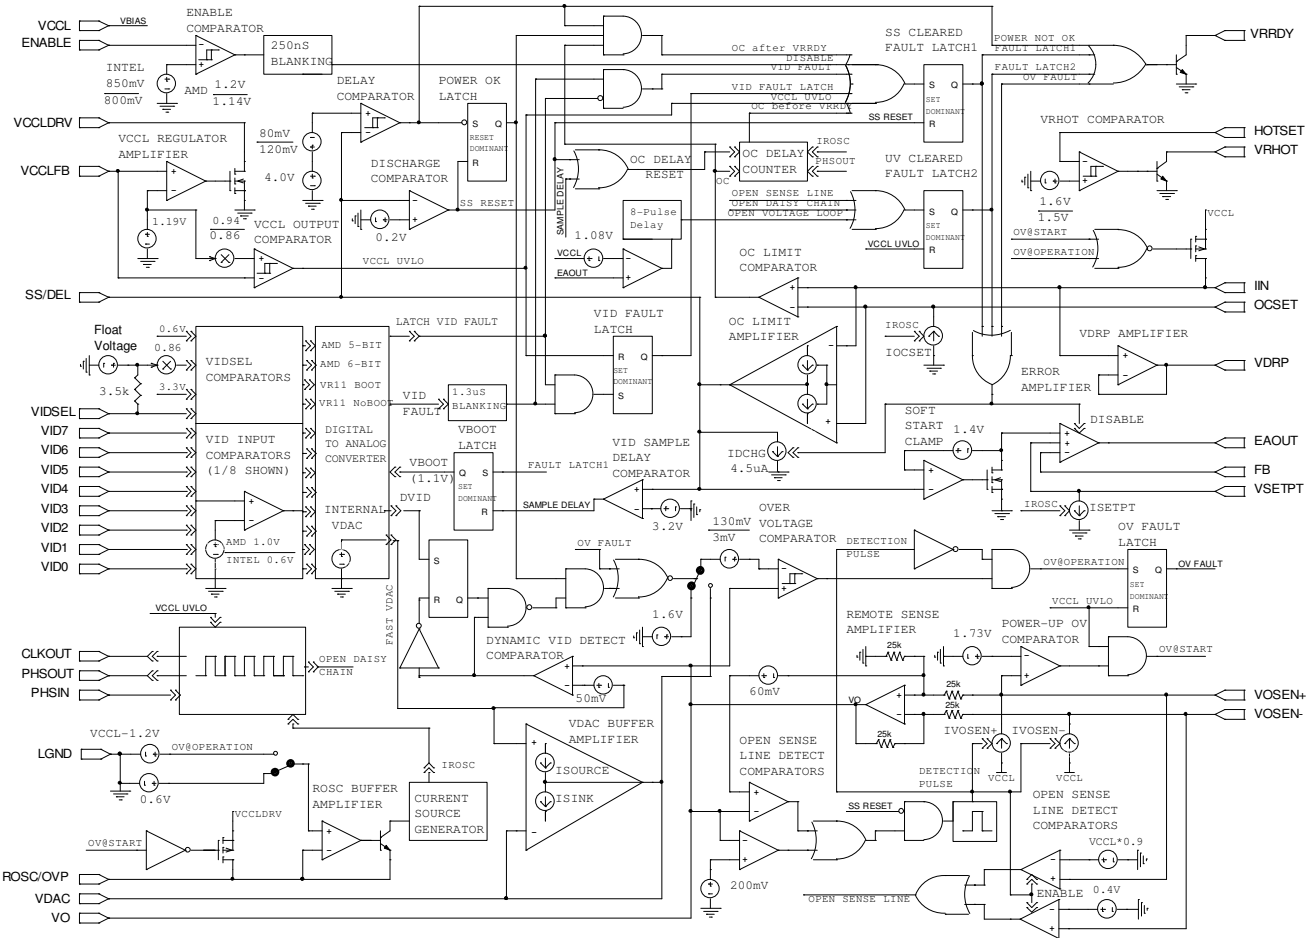 VCCL
VBIAS
ENABLE
ENABLE
COMPARATOR
250nS
BLANKING
INTEL
850mV
800mV
AMD
1.2V
1.14V
DELAY
COMPARATOR
POWER OK
LATCH
S
Q
RESET
DOMINANT
R
80mV
120mV
4.0V
VCCLDRV
VCCL REGULATOR
AMPLIFIER
VCCLFB
1.19V
0.94
0.86
VCCL OUTPUT
COMPARATOR
VCCL UVLO
DISCHARGE
COMPARATOR
0.2V
SS RESET
SAMPLE DELAY
OC DELAY
RESET
OC
8-Pulse
Delay
1.08V
VCCL
EAOUT
OC after VRRDY
DISABLE
VID FAULT
VID FAULT LATCH
VCCL UVLO
OC before VRRDY
SS RESET
SS CLEARED
FAULT LATCH1
S
Q
SET
DOMINANT
R
OC DELAY
COUNTER
IROSC
PHSOUT
UV CLEARED
FAULT LATCH2
OPEN SENSE LINE
OPEN DAISY CHAIN
OPEN VOLTAGE LOOP
VCCL UVLO
S
Q
SET
DOMINANT
R
POWER NOT OK
FAULT LATCH1
FAULT LATCH2
OV FAULT
VRRDY
VRHOT COMPARATOR
HOTSET
VRHOT
1.6V
1.5V
VCCL
OV@START
OV@OPERATION
IIN
OCSET
SS/DEL
OC LIMIT
COMPARATOR
OC LIMIT
AMPLIFIER
IROSC
IOCSET
VDRP AMPLIFIER
VDRP
ERROR
AMPLIFIER
DISABLE
SOFT
START
CLAMP
1.4V
EAOUT
FB
VSETPT
IROSC
ISETPT
IDCHG
4.5uA
Float
Voltage
0.6V
0.86
3.3V
3.5k
VIDSEL
COMPARATORS
AMD 5-BIT
AMD 6-BIT
VR11 BOOT
VR11 NoBOOT
LATCH VID FAULT
VID
FAULT
1.3uS
BLANKING
VID FAULT
LATCH
R
Q
SET
DOMINANT
S
VIDSEL
VID7
VID6
VID5
VID4
VID3
VID2
VID1
VID0
VID INPUT
COMPARATORS
(1/8 SHOWN)
AMD 1.0V
INTEL 0.6V
DIGITAL
TO ANALOG
CONVERTER
INTERNAL
VDAC
VBOOT
(1.1V)
DVID
VBOOT
LATCH
Q
S
SET
DOMINANT
R
FAULT LATCH1
SAMPLE DELAY
VID SAMPLE
DELAY
COMPARATOR
3.2V
130mV
3mV
OVER
VOLTAGE
COMPARATOR
OV FAULT
1.6V
FAST VDAC
S
R
Q
DYNAMIC VID DETECT
COMPARATOR
50mV
DETECTION
PULSE
OV@OPERATION
OV FAULT
LATCH
S
Q
SET
DOMINANT
R
OV FAULT
VCCL UVLO
REMOTE SENSE
AMPLIFIER
25k
1.73V
POWER-UP OV
COMPARATOR
OV@START
VCCL UVLO
CLKOUT
PHSOUT
PHSIN
OPEN DAISY
CHAIN
60mV
VO
25k
25k
25k
VOSEN+
VOSEN-
IVOSEN+
IVOSEN-
VCCL
VCCL
VCCL-1.2V
LGND
OV@OPERATION
0.6V
ROSC BUFFER
AMPLIFIER
IROSC
CURRENT
SOURCE
GENERATOR
VDAC BUFFER
AMPLIFIER
ISOURCE
ISINK
OPEN SENSE
LINE DETECT
COMPARATORS
DETECTION
PULSE
SS RESET
OPEN SENSE
LINE DETECT
COMPARATORS
VCCL*0.9
VCCLDRV
OV@START
ROSC/OVP
VDAC
VO
200mV
OPEN SENSE LINE
ENABLE
0.4V